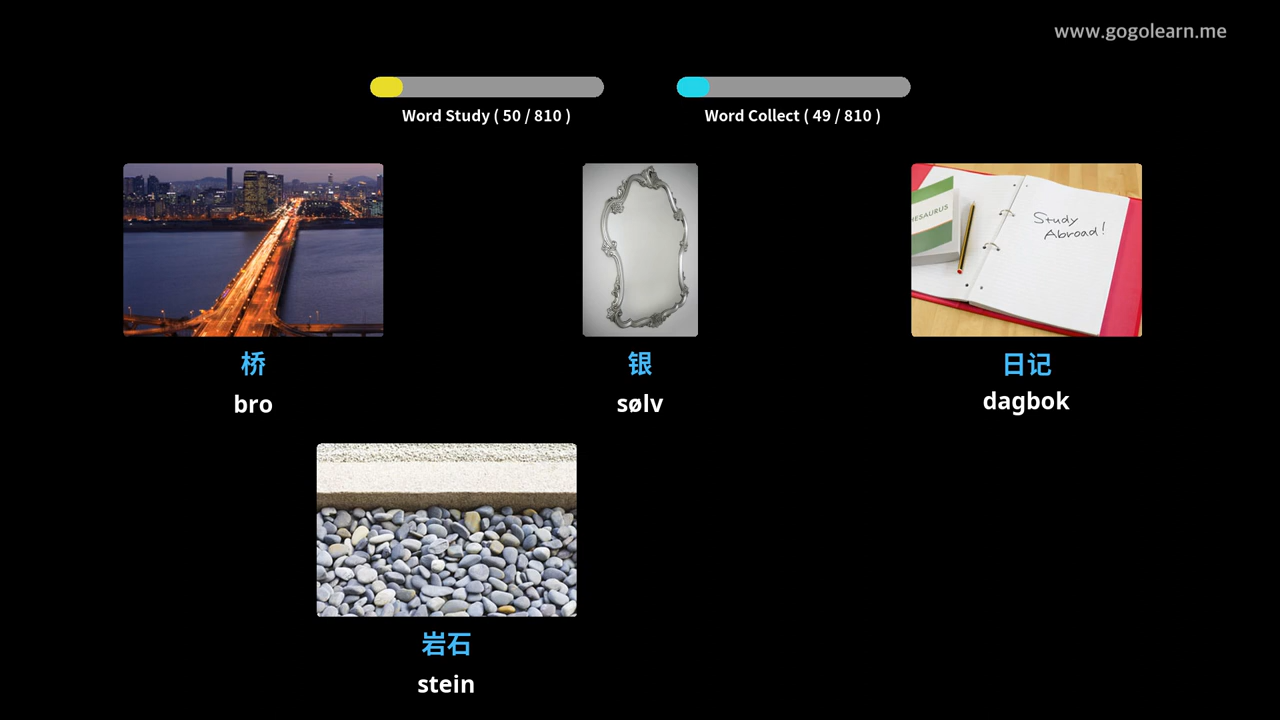 www.gogolearn.me
Word Study ( 50 / 810 )
Word Collect ( 49 / 810 )
ESAURUS
Study
Abroad!
桥
银
日记
bro
sølv
dagbok
岩石
stein